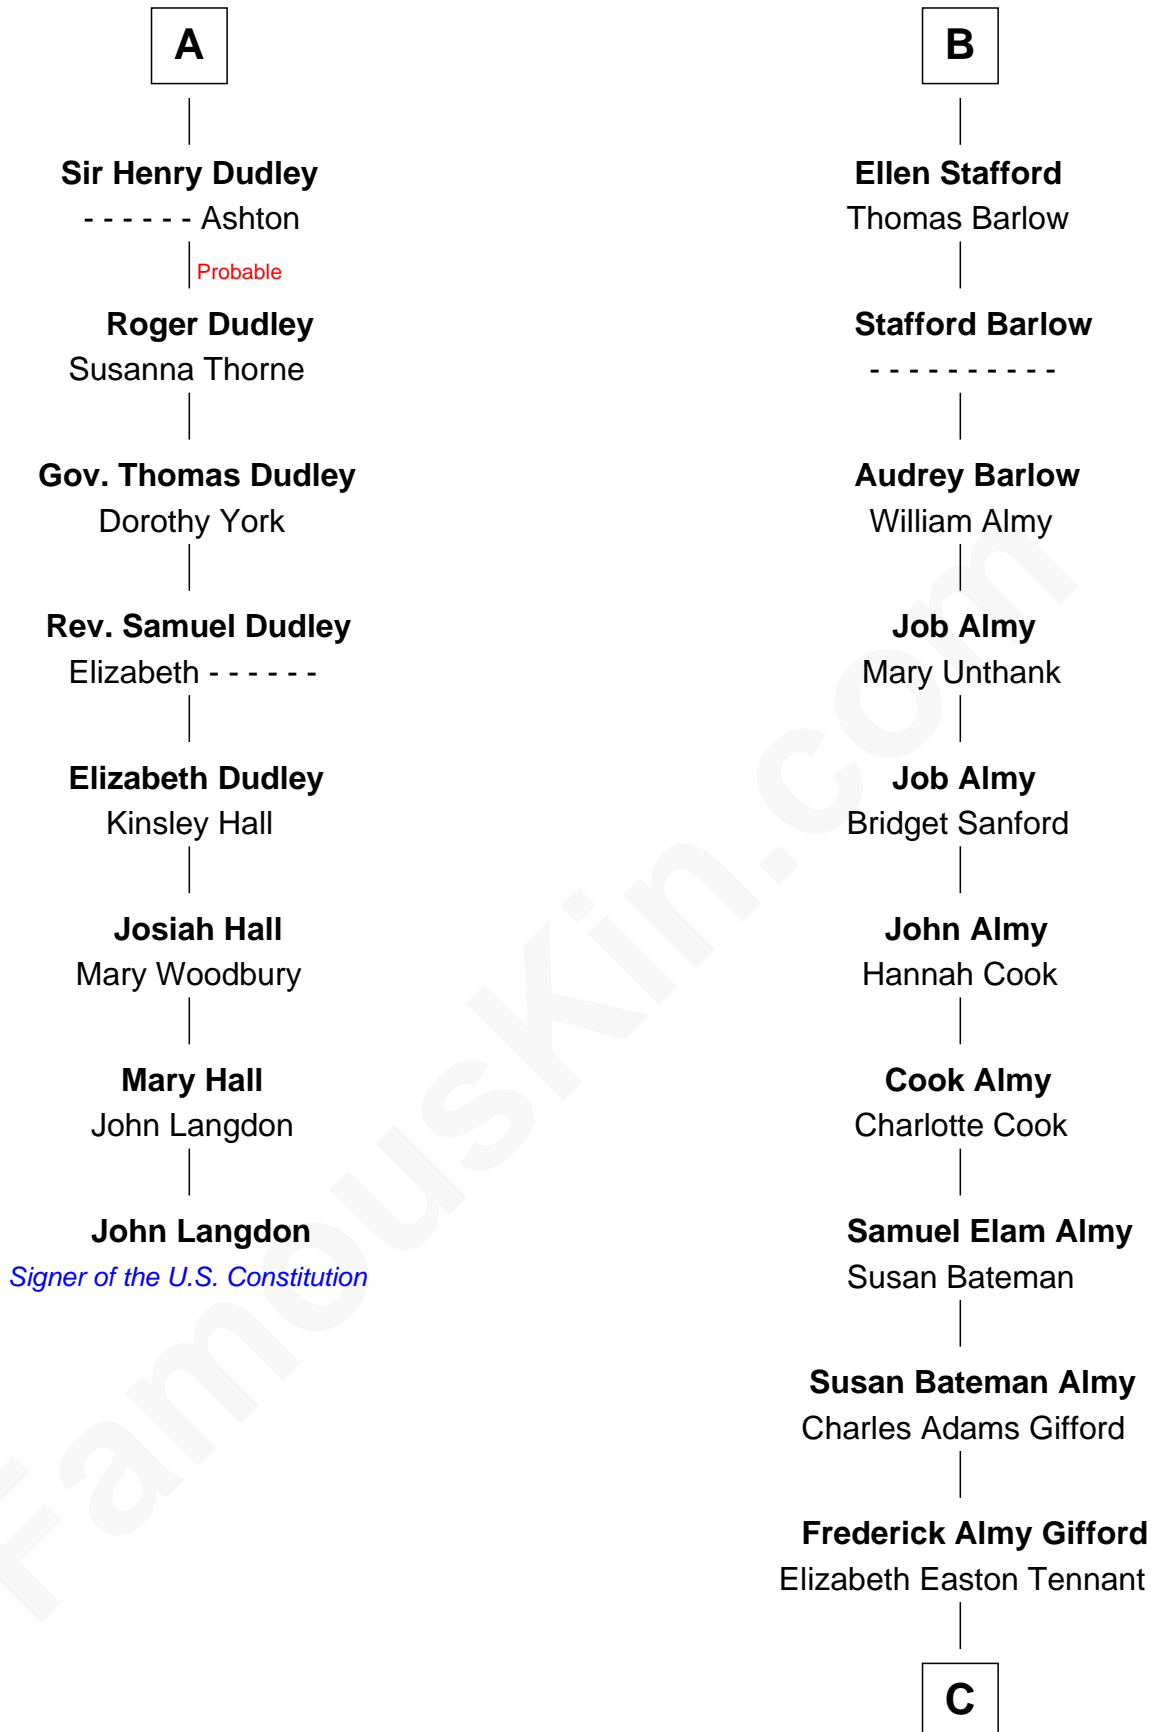 A
Sir Henry Dudley
- - - - - - Ashton
Probable
Roger Dudley
Susanna Thorne
Gov. Thomas Dudley
Dorothy York
Rev. Samuel Dudley
Elizabeth - - - - - -
Elizabeth Dudley
Kinsley Hall
Josiah Hall
Mary Woodbury
Mary Hall
John Langdon
John Langdon
Signer of the U.S. Constitution
B
Ellen Stafford
Thomas Barlow
Stafford Barlow
- - - - - - - - - -
Audrey Barlow
William Almy
Job Almy
Mary Unthank
Job Almy
Bridget Sanford
John Almy
Hannah Cook
Cook Almy
Charlotte Cook
Samuel Elam Almy
Susan Bateman
Susan Bateman Almy
Charles Adams Gifford
Frederick Almy Gifford
Elizabeth Easton Tennant
C
FamousKin.com